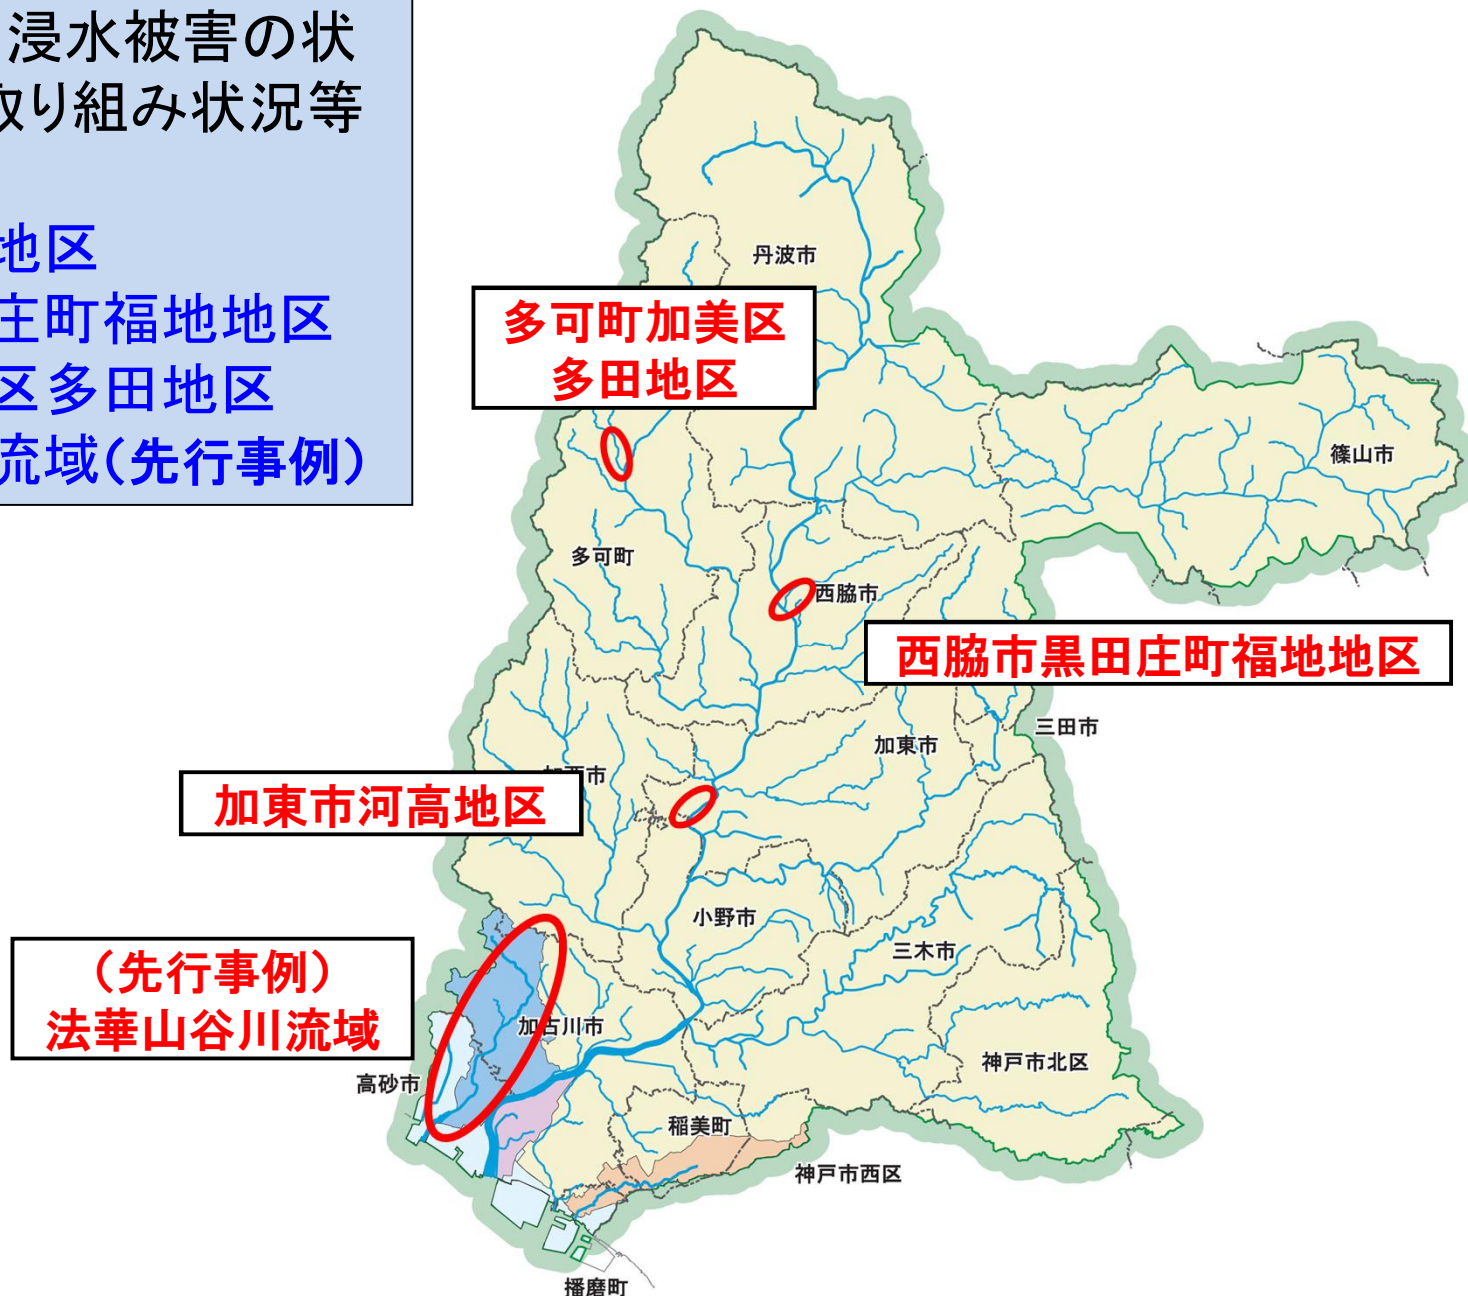 浸水被害の状
取り組み状況等
地区
庄町福地地区
区多田地区
流域(先行事例)
丹波市
多可町加美区
多田地区
篠山市
多可町
西脇市
西脇市黒田庄町福地地区
三田市
加東市
加西市
加東市河高地区
小野市
三木市
(先行事例)
法華山谷川流域
加古川市
神戸市北区
高砂市
稲美町
神戸市西区
播磨町